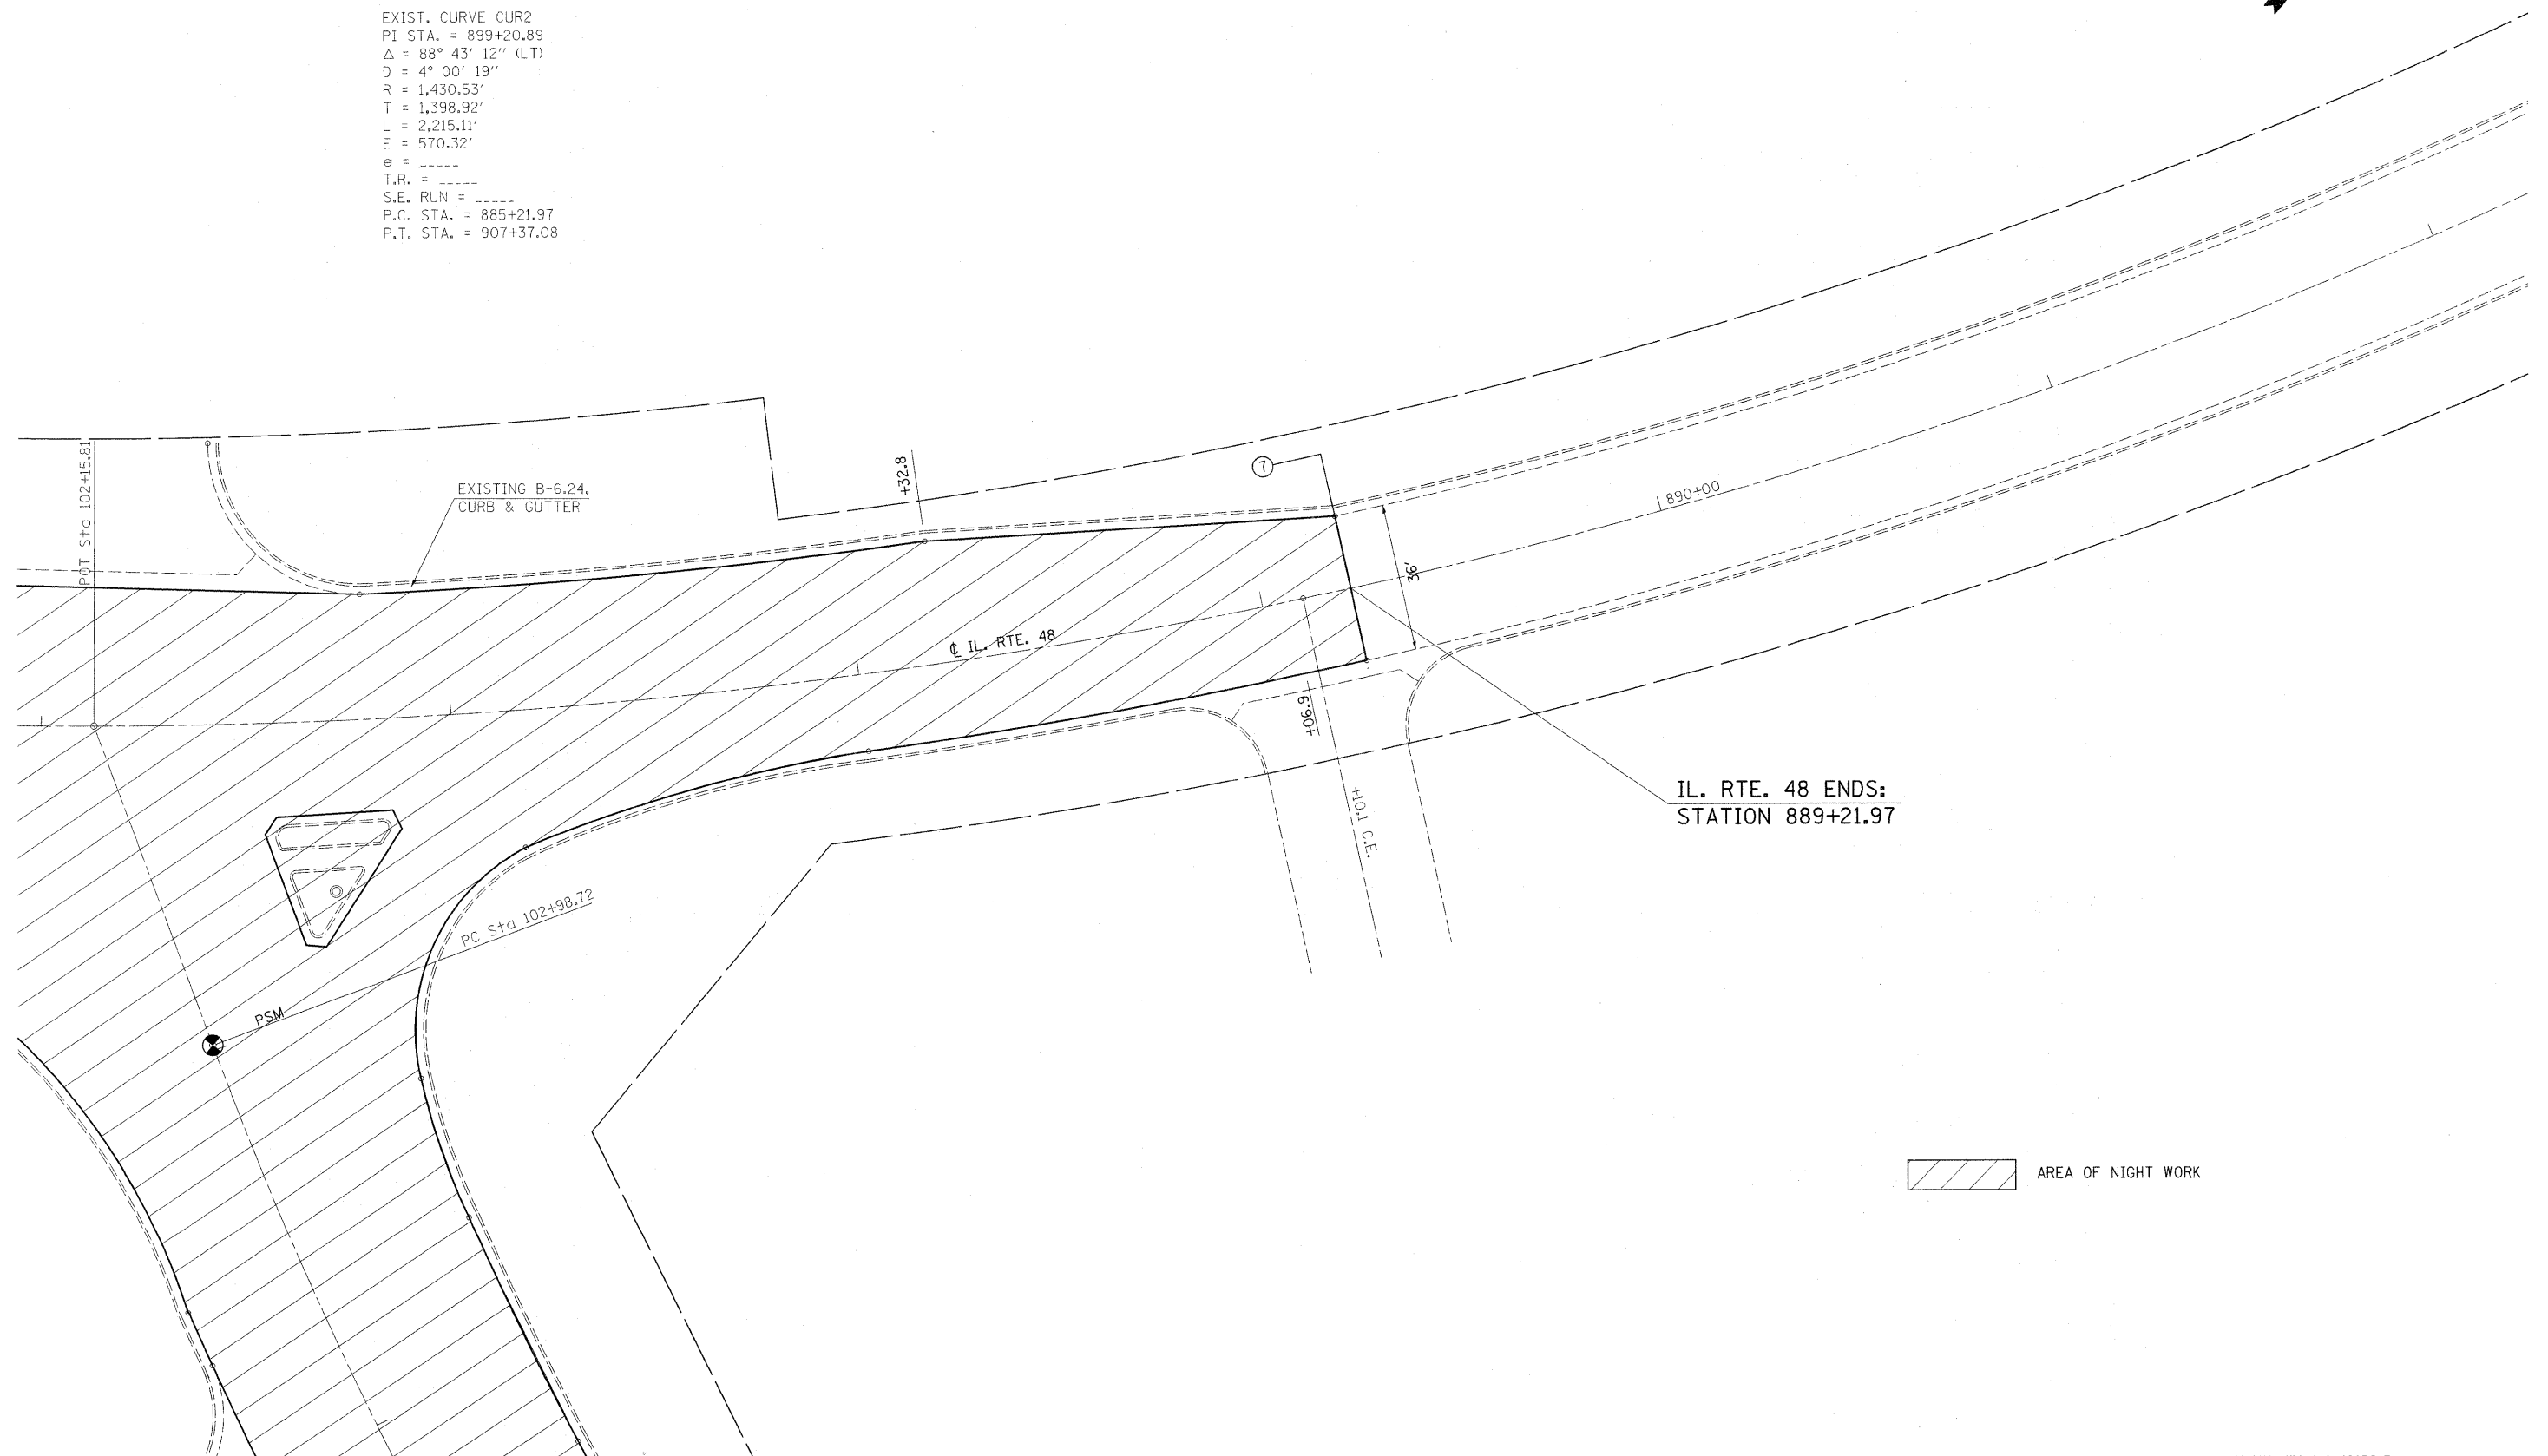 EXIST. CURVE CUR2
PI STA. = 899+20.89
Δ = 88° 43' 12" (LT)
D = 4° 00' 19"
R = 1,430.53'
T = 1,398.92'
L = 2,215.11'
E = 570.32'
e = _____
T.R. = _____
S.E. RUN = _____
P.C. STA. = 885+21.97
P.T. STA. = 907+37.08
POT Sta 102+15.81
EXISTING B-6.24,
CURB & GUTTER
+32.8
7
890+00
36'
℄ IL. RTE. 48
+06.9
+10.1 C.E.
IL. RTE. 48 ENDS:
STATION 889+21.97
PC Sta 102+98.72
PSM
AREA OF NIGHT WORK